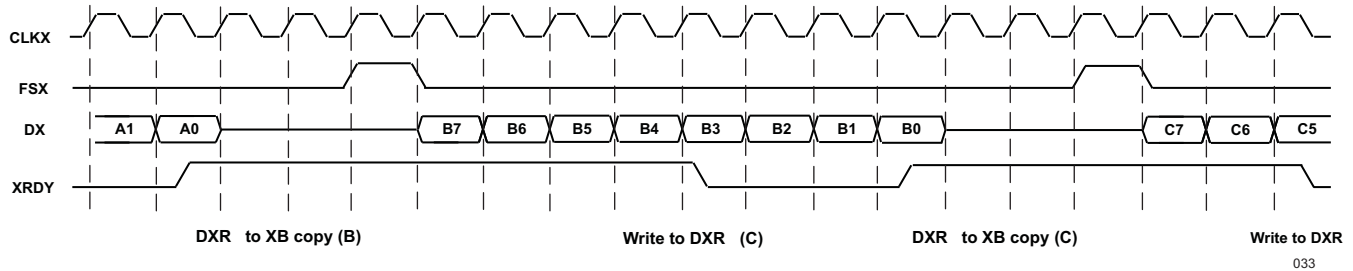 CLKX
FSX
DX A1 A0 B7 B6 B5 B4 B3 B2 B1 B0 C7 C6 C5
XRDY
DXR to XB copy (B) Write to DXR (C) DXR to XB copy (C) Write to DXR
033